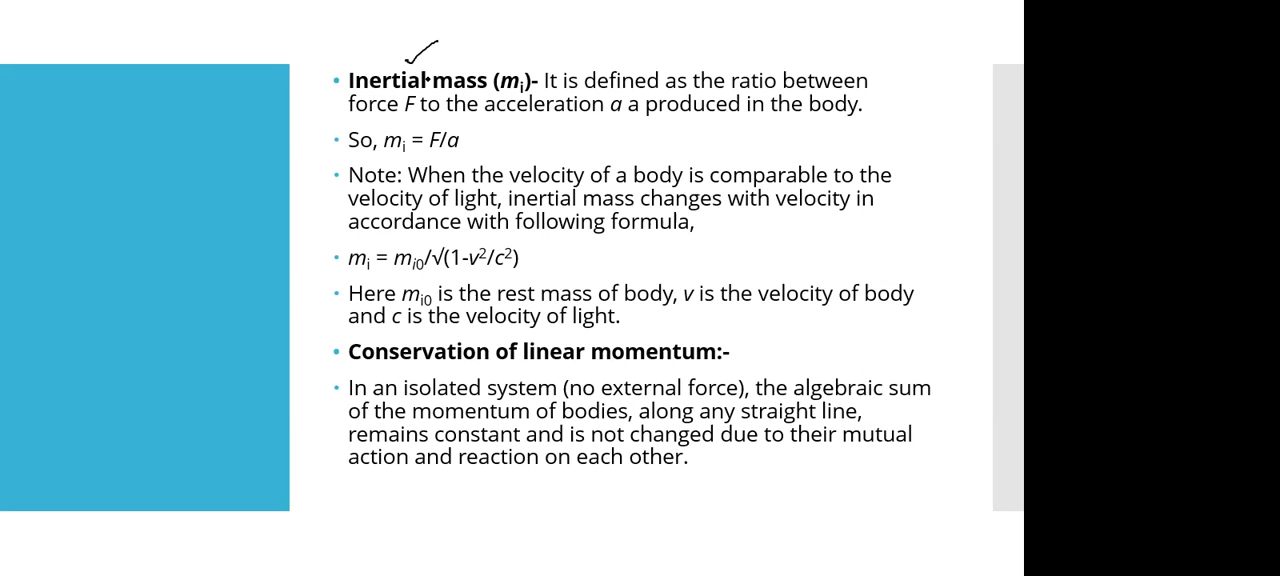 • Inertial mass (mᵢ)- It is defined as the ratio between
force F to the acceleration a a produced in the body.
• So, mᵢ = F/a
• Note: When the velocity of a body is comparable to the
velocity of light, inertial mass changes with velocity in
accordance with following formula,
• mᵢ = mᵢ₀/√(1-v²/c²)
• Here mᵢ₀ is the rest mass of body, v is the velocity of body
and c is the velocity of light.
• Conservation of linear momentum:-
• In an isolated system (no external force), the algebraic sum
of the momentum of bodies, along any straight line,
remains constant and is not changed due to their mutual
action and reaction on each other.